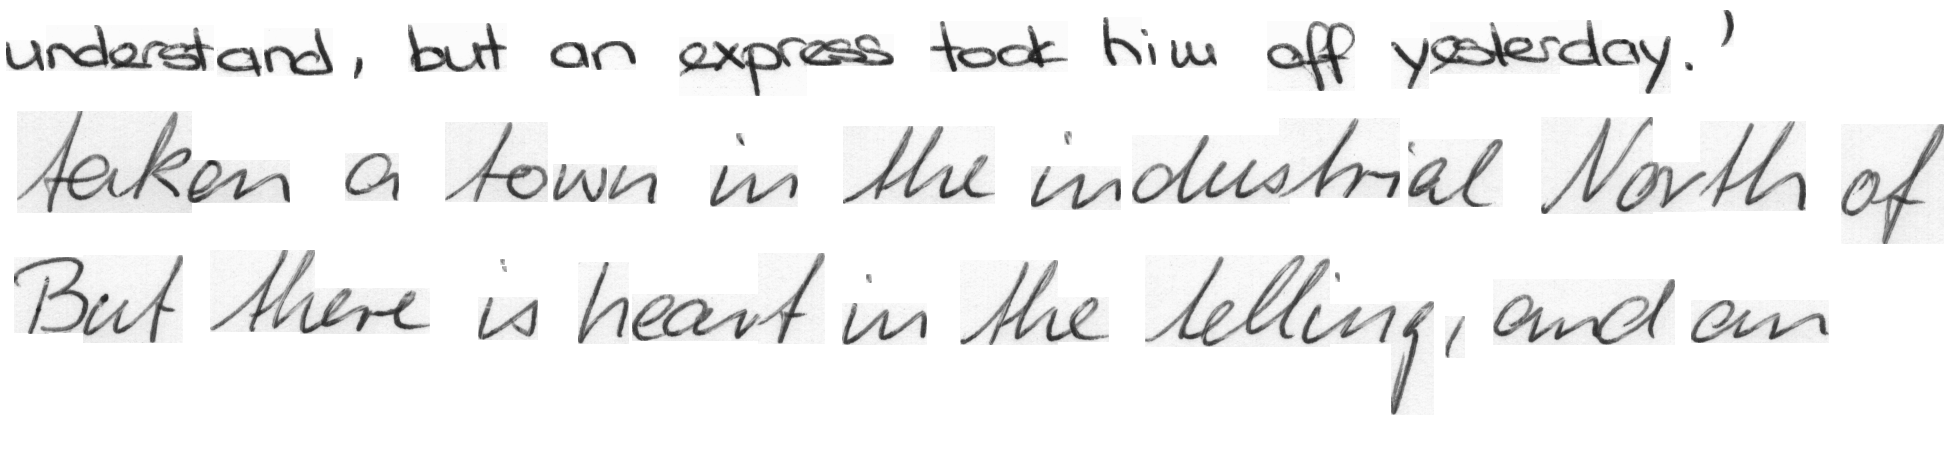 understand, but an express took him off yesterday.'
taken a town in the industrial North of
But there is heart in the telling, and an